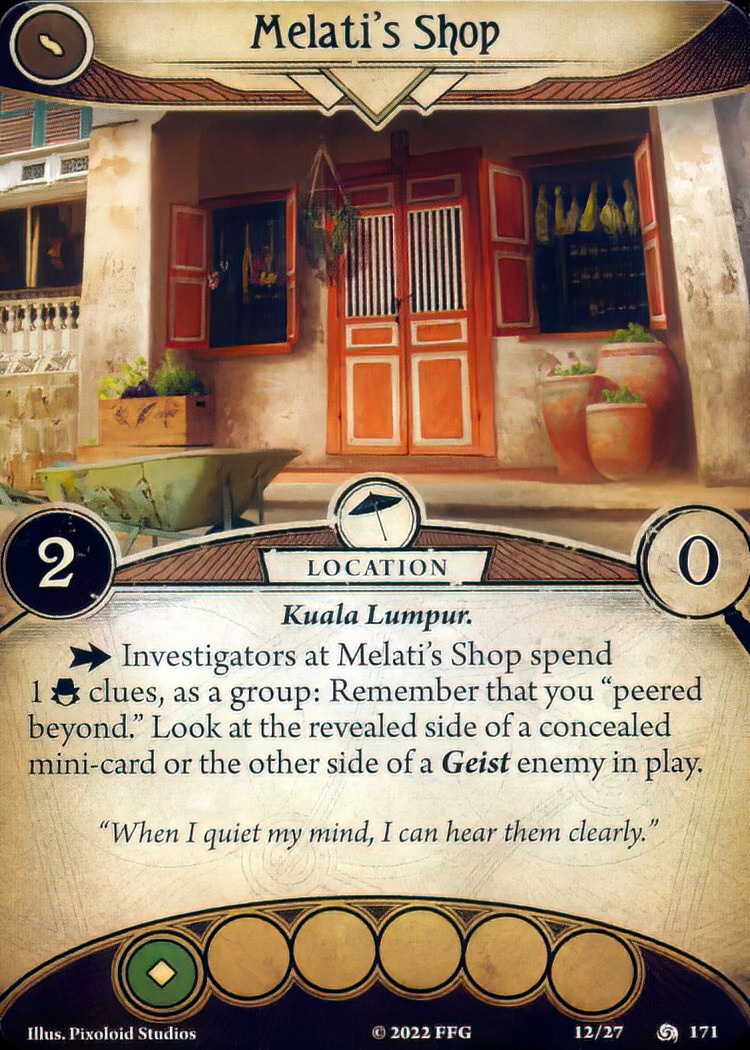 Melati's Shop
2
LOCATION
0
Kuala Lumpur.
Investigators at Melati's Shop spend
1 clues, as a group: Remember that you “peered
beyond.” Look at the revealed side of a concealed
mini-card or the other side of a Geist enemy in play.
“When I quiet my mind, I can hear them clearly.”
Illus. Pixoloid Studios © 2022 FFG 12/27 171